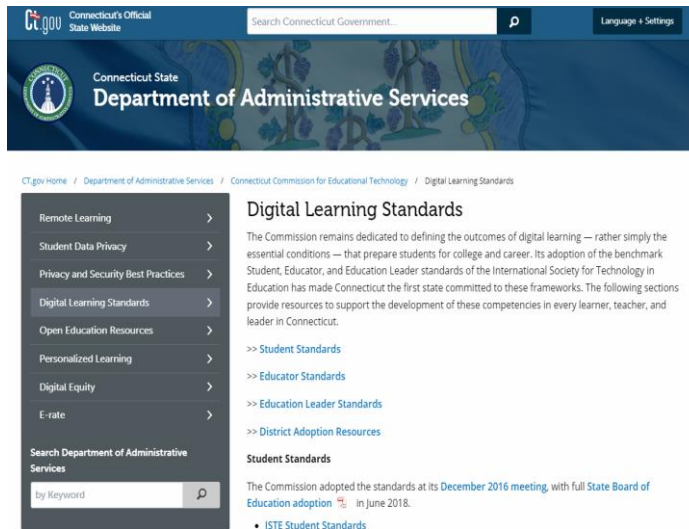 Ct.gov Connecticut's Official
State Website
Search Connecticut Government...
Language + Settings
Connecticut State
Department of Administrative Services
CT.gov Home / Department of Administrative Services / Connecticut Commission for Educational Technology / Digital Learning Standards
Remote Learning
Student Data Privacy
Privacy and Security Best Practices
Digital Learning Standards
Open Education Resources
Personalized Learning
Digital Equity
E-rate
Search Department of Administrative
Services
by Keyword
Digital Learning Standards
The Commission remains dedicated to defining the outcomes of digital learning — rather simply the
essential conditions — that prepare students for college and career. Its adoption of the benchmark
Student, Educator, and Education Leader standards of the International Society for Technology in
Education has made Connecticut the first state committed to these frameworks. The following sections
provide resources to support the development of these competencies in every learner, teacher, and
leader in Connecticut.
>> Student Standards
>> Educator Standards
>> Education Leader Standards
>> District Adoption Resources
Student Standards
The Commission adopted the standards at its December 2016 meeting, with full State Board of
Education adoption in June 2018.
• ISTE Student Standards